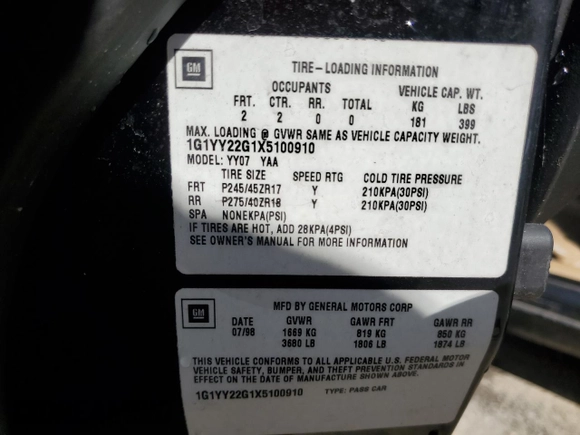 GM
TIRE-LOADING INFORMATION
OCCUPANTS VEHICLE CAP. WT.
FRT. CTR. RR. TOTAL KG LBS
2 2 0 0 181 399
MAX. LOADING @ GVWR SAME AS VEHICLE CAPACITY WEIGHT.
1G1YY22G1X5100910
MODEL: YY07 YAA
TIRE SIZE SPEED RTG COLD TIRE PRESSURE
FRT P245/45ZR17 Y 210KPA(30PSI)
RR P275/40ZR18 Y 210KPA(30PSI)
SPA NONEKPA(PSI)
IF TIRES ARE HOT, ADD 28KPA(4PSI)
SEE OWNER'S MANUAL FOR MORE INFORMATION
GM
MFD BY GENERAL MOTORS CORP
DATE GVWR GAWR FRT GAWR RR
07/98 1669 KG 819 KG 850 KG
3680 LB 1806 LB 1874 LB
THIS VEHICLE CONFORMS TO ALL APPLICABLE U.S. FEDERAL MOTOR
VEHICLE SAFETY, BUMPER, AND THEFT PREVENTION STANDARDS IN
EFFECT ON THE DATE OF MANUFACTURE SHOWN ABOVE.
1G1YY22G1X5100910 TYPE: PASS CAR